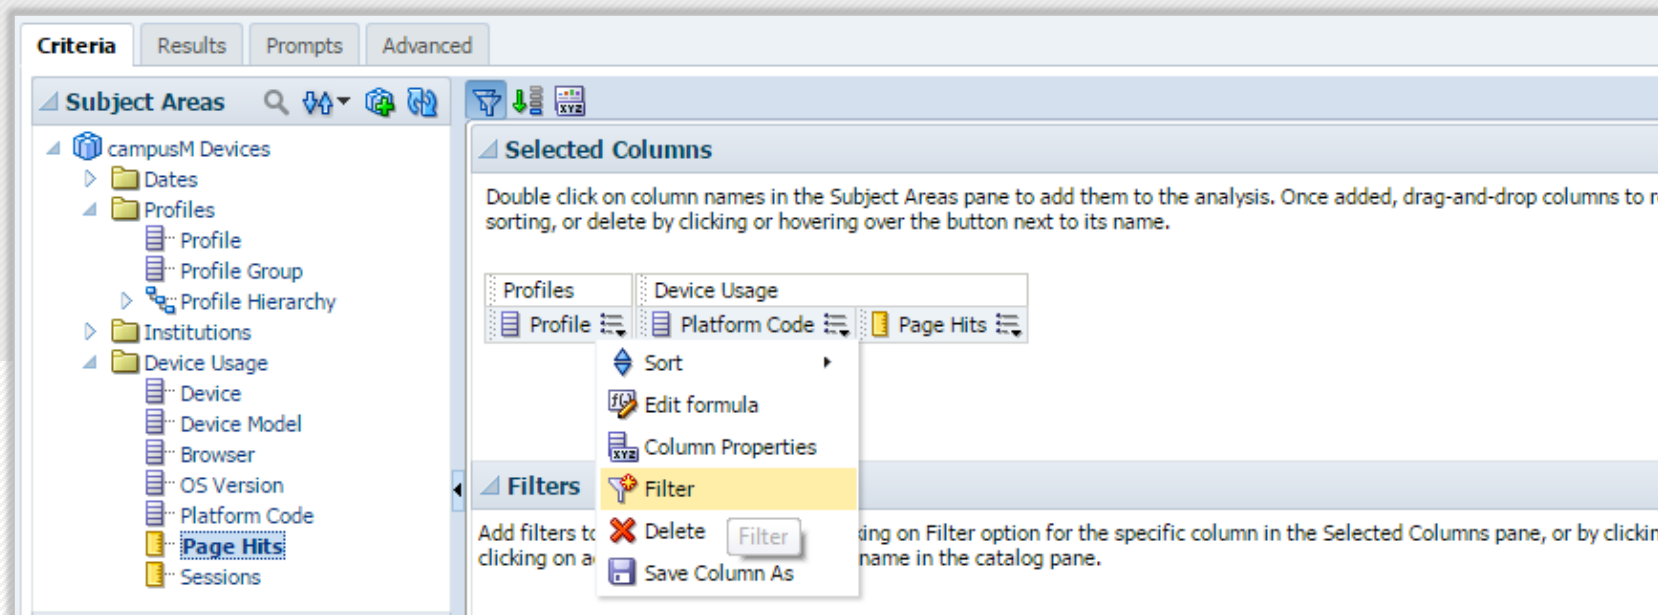 Criteria Results Prompts Advanced
Subject Areas
campusM Devices
Dates
Profiles
Profile
Profile Group
Profile Hierarchy
Institutions
Device Usage
Device
Device Model
Browser
OS Version
Platform Code
Page Hits
Sessions
XYZ
Selected Columns
Double click on column names in the Subject Areas pane to add them to the analysis. Once added, drag-and-drop columns to
sorting, or delete by clicking or hovering over the button next to its name.
Profiles Device Usage
Profile Platform Code Page Hits
Sort
Edit formula
Column Properties
Filter
Delete
Save Column As
Filter
Filters
Add filters to king on Filter option for the specific column in the Selected Columns pane, or by
clicking on name in the catalog pane.